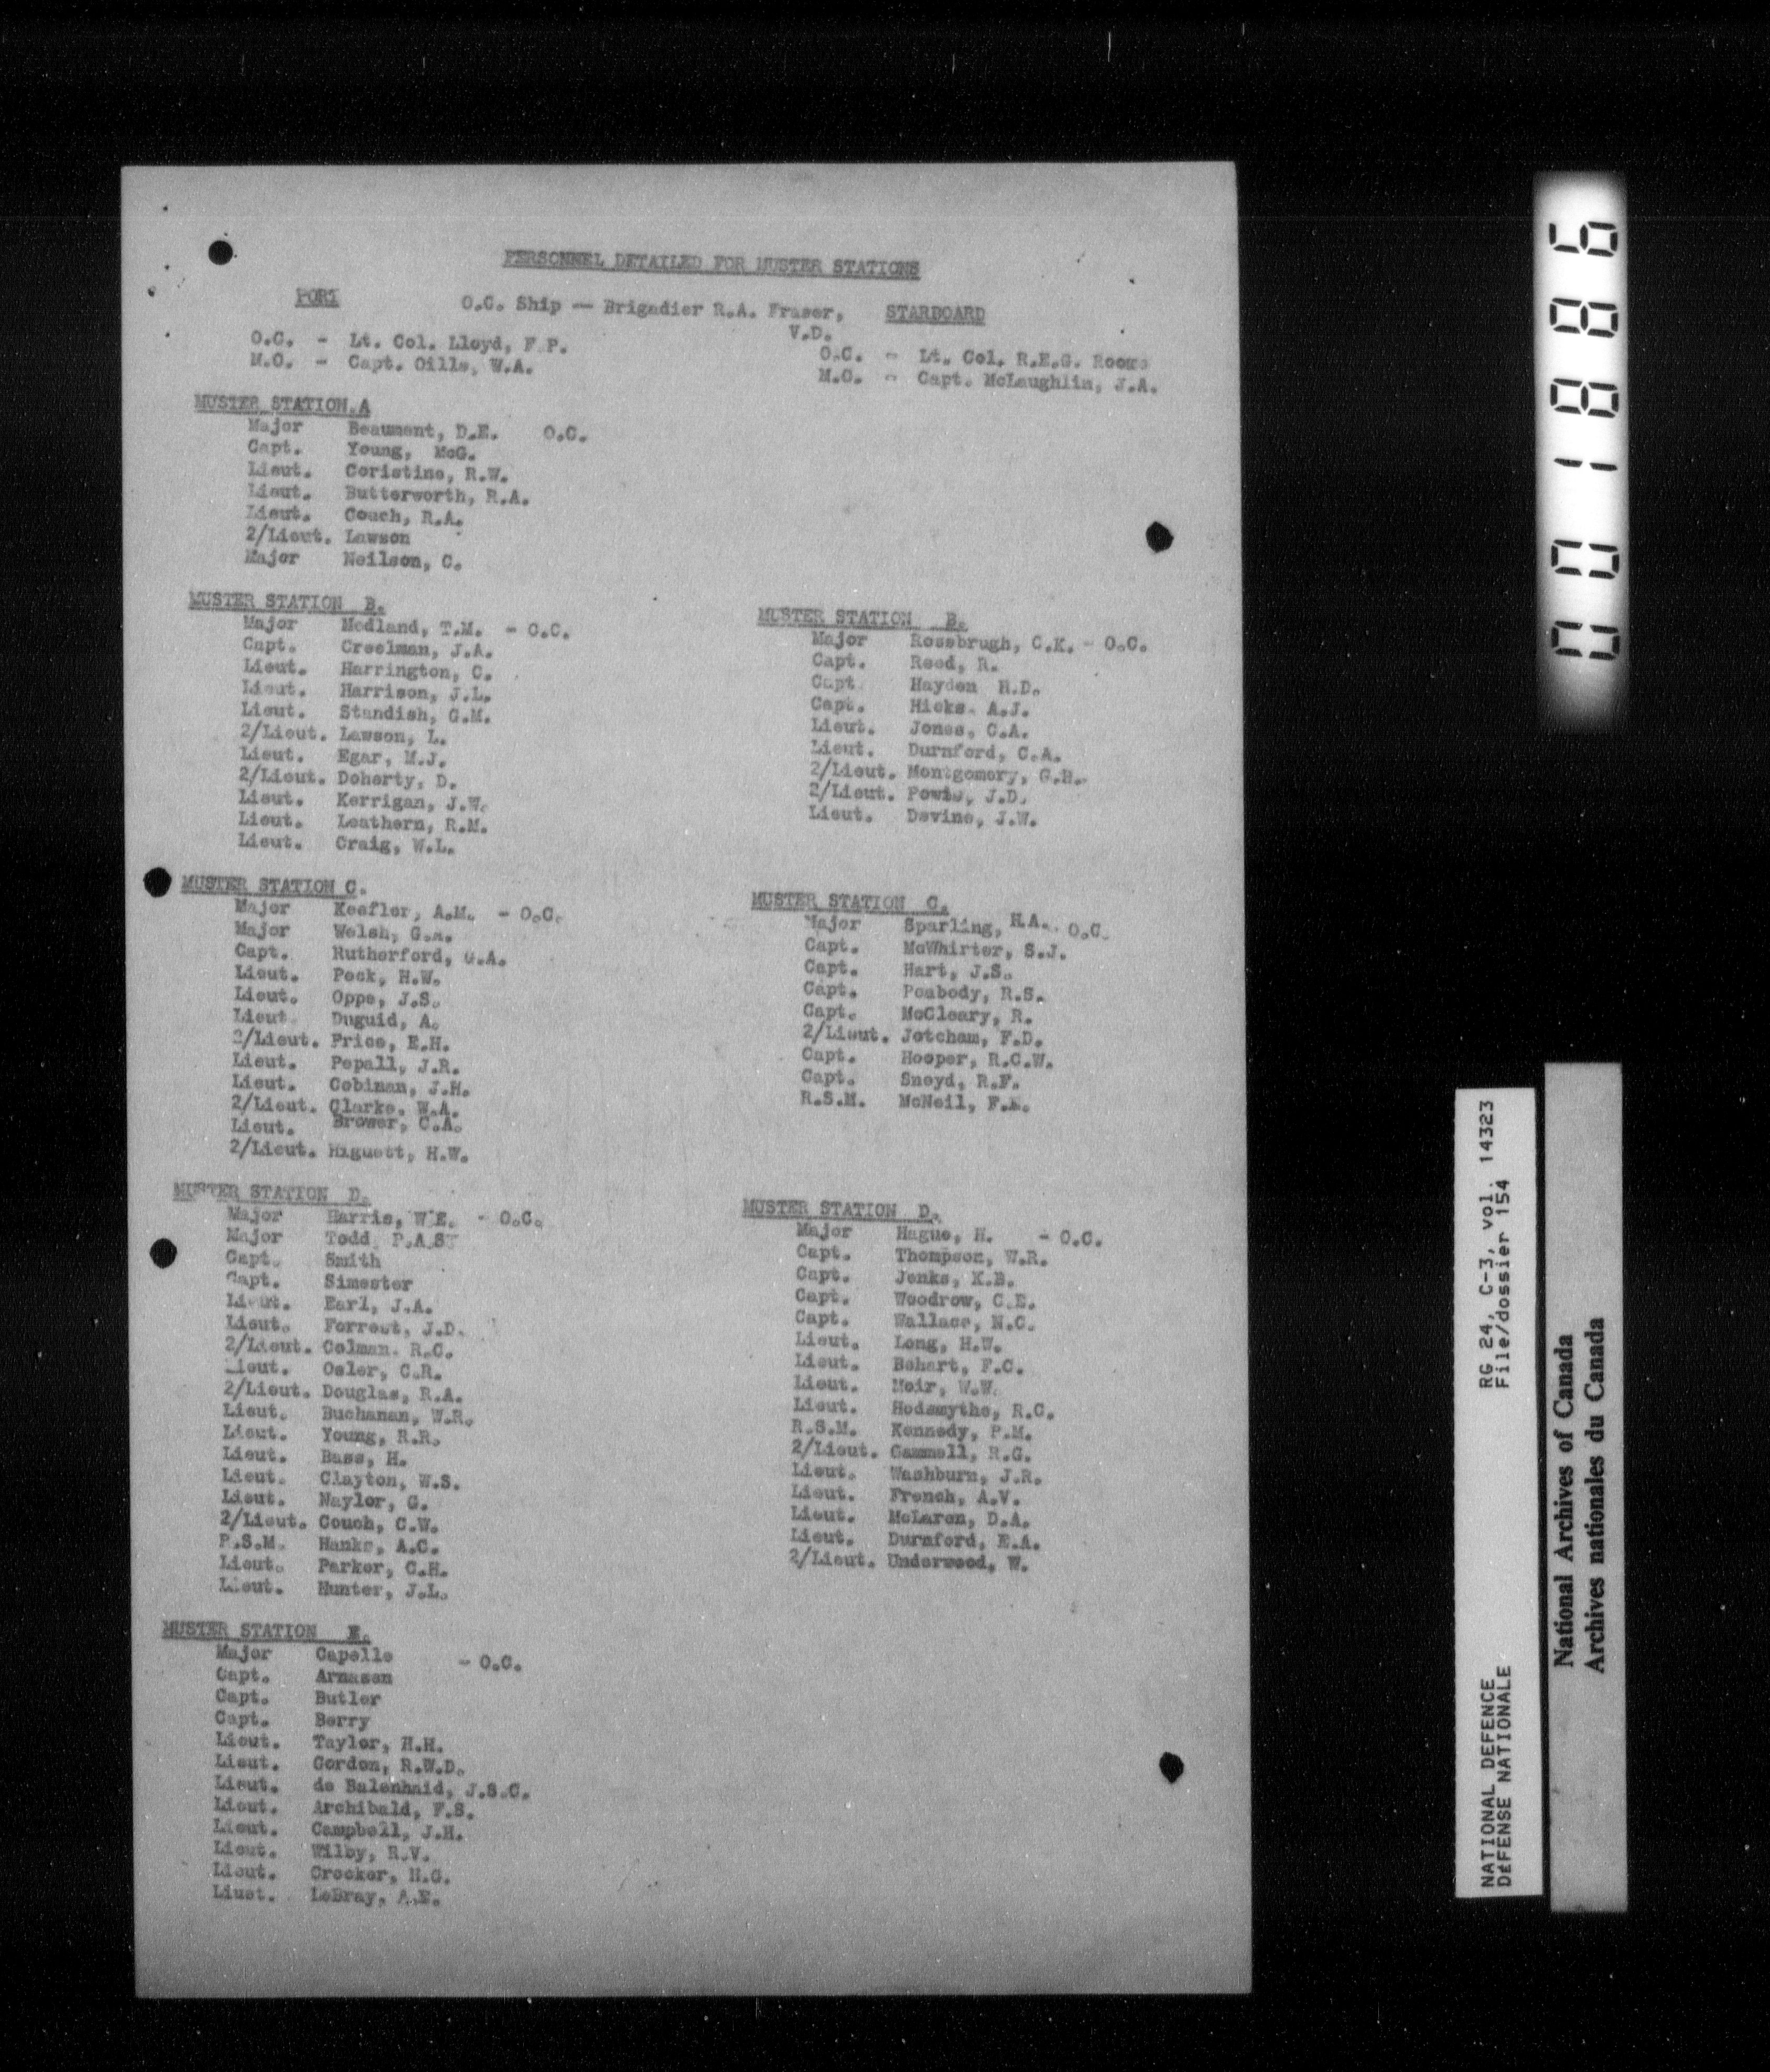 PERSONNEL DETAILED FOR MUSTER STATIONS
PORT
O.C. Ship -- Brigadier R.A. Fraser, V.D.
STARBOARD
O.C. - Lt. Col. Lloyd, F.P.
M.O. - Capt. Oills, W.A.
O.C. - Lt. Col. R.E.G. Roome
M.O. - Capt. McLaughlin, J.A.
MUSTER STATION A
Major Beaument, D.E. O.C.
Capt. Young, McG.
Lieut. Coristine, R.W.
Lieut. Butterworth, R.A.
Lieut. Couch, R.A.
2/Lieut. Lawson
Major Neilson, C.
MUSTER STATION B.
Major Medland, T.M. - O.C.
Capt. Creelman, J.A.
Lieut. Harrington, C.
Lieut. Harrison, J.L.
Lieut. Standish, G.M.
2/Lieut. Lawson, L.
Lieut. Egar, M.J.
2/Lieut. Doherty, D.
Lieut. Kerrigan, J.W.
Lieut. Leathern, R.M.
Lieut. Craig, W.L.
MUSTER STATION B.
Major Rosebrugh, C.K. - O.C.
Capt. Reed, R.
Capt. Hayden R.D.
Capt. Hicks A.J.
Lieut. Jones, C.A.
Lieut. Durnford, C.A.
2/Lieut. Montgomery, G.H.
2/Lieut. Powis, J.D.
Lieut. Devine, J.W.
MUSTER STATION C.
Major Keefler, A.M. - O.C.
Major Welsh, G.A.
Capt. Rutherford, G.A.
Lieut. Peck, H.W.
Lieut. Oppe, J.S.
Lieut. Duguid, A.
2/Lieut. Price, E.H.
Lieut. Pepall, J.R.
Lieut. Cobinan, J.H.
2/Lieut. Clarke, W.A.
Lieut. Brower, C.A.
2/Lieut. Higuett, H.W.
MUSTER STATION C.
Major Sparling, H.A. O.C.
Capt. McWhirter, S.J.
Capt. Hart, J.S.
Capt. Peabody, R.S.
Capt. McCleary, R.
2/Lieut. Jotcham, F.D.
Capt. Hooper, R.C.W.
Capt. Sneyd, R.F.
R.S.M. McNeil, F.E.
MUSTER STATION D.
Major Harris, W.E. - O.C.
Major Todd P.A.ST
Capt. Smith
Capt. Simester
Lieut. Earl, J.A.
Lieut. Forrest, J.D.
2/Lieut. Colman R.C.
Lieut. Osler, C.R.
2/Lieut. Douglas, R.A.
Lieut. Buchanan, W.R.
Lieut. Young, R.R.
Lieut. Bass, H.
Lieut. Clayton, W.S.
Lieut. Naylor, G.
2/Lieut. Couch, C.W.
P.S.M. Hanks, A.C.
Lieut. Parker, C.H.
Lieut. Hunter, J.L.
MUSTER STATION D.
Major Hague, H. - O.C.
Capt. Thompson, W.R.
Capt. Jenks, K.B.
Capt. Woodrow, C.E.
Capt. Wallace, N.C.
Lieut. Long, H.W.
Lieut. Behart, F.C.
Lieut. Moir, W.W.
Lieut. Hodsmythe, R.C.
R.S.M. Kennedy, P.M.
2/Lieut. Gammell, R.G.
Lieut. Washburn, J.R.
Lieut. French, A.V.
Lieut. McLaren, D.A.
Lieut. Durnford, E.A.
2/Lieut. Underwood, W.
MUSTER STATION E.
Major Capelle - O.C.
Capt. Arnasen
Capt. Butler
Capt. Berry
Lieut. Taylor, H.H.
Lieut. Gordon, R.W.D.
Lieut. de Balenhaid, J.S.C.
Lieut. Archibald, F.S.
Lieut. Campbell, J.H.
Lieut. Wilby, R.V.
Lieut. Crocker, H.G.
Liuet. LeBray, A.E.
001886
NATIONAL DEFENCE RG 24, C-3, vol. 14323
DÉFENSE NATIONALE File/dossier 154
National Archives of Canada
Archives nationales du Canada